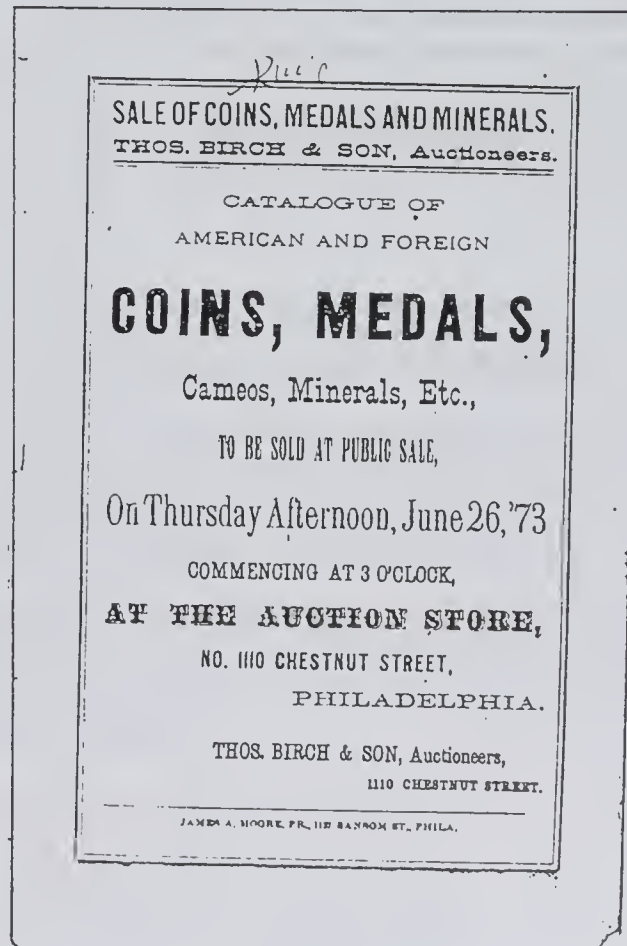 SALE OF COINS, MEDALS AND MINERALS.
THOS. BIRCH & SON, Auctioneers.
CATALOGUE OF
AMERICAN AND FOREIGN
COINS, MEDALS,
Cameos, Minerals, Etc.,
TO BE SOLD AT PUBLIC SALE,
On Thursday Afternoon, June 26, '73
COMMENCING AT 3 O'CLOCK,
AT THE AUCTION STORE,
NO. 1110 CHESTNUT STREET,
PHILADELPHIA.
THOS. BIRCH & SON, Auctioneers,
1110 CHESTNUT STREET.
JAMES A. MOORE, PR., SANSOM ST., PHILA.